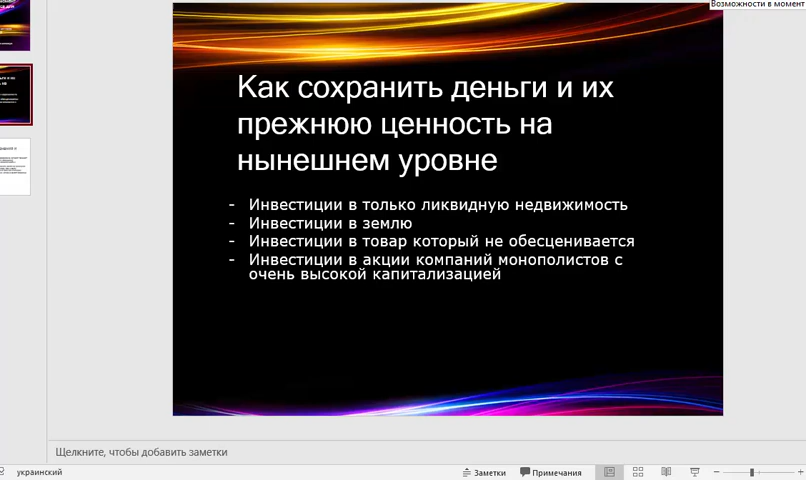 Возможности в момент
Как сохранить деньги и их
прежнюю ценность на
нынешнем уровне
- Инвестиции в только ликвидную недвижимость
- Инвестиции в землю
- Инвестиции в товар который не обесценивается
- Инвестиции в акции компаний монополистов с
очень высокой капитализацией
Щелкните, чтобы добавить заметки
украинский
Заметки
Примечания